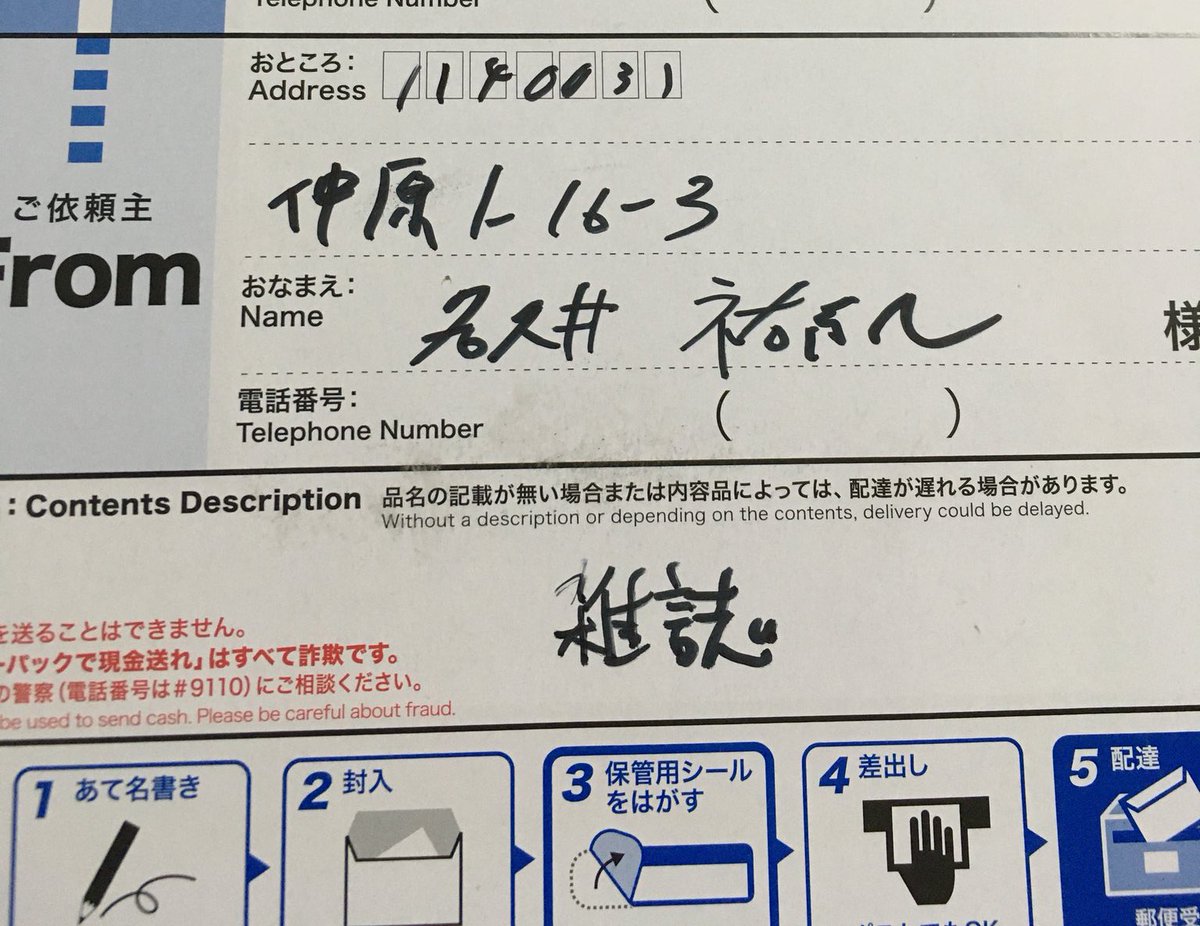 Telephone Number ( )
おところ:
Address 1140031
仲原 1-16-3
ご依頼主
From
おなまえ:
Name
名久井 祐
様
電話番号:
Telephone Number ( )
: Contents Description 品名の記載が無い場合または内容品によっては、配達が遅れる場合があります。
Without a description or depending on the contents, delivery could be delayed.
雑誌
を送ることはできません。
ーパックで現金送れ」はすべて詐欺です。
の警察(電話番号は#9110)にご相談ください。
be used to send cash. Please be careful about fraud.
1 あて名書き
2 封入
3 保管用シール
をはがす
4 差出し
5 配達
郵便受